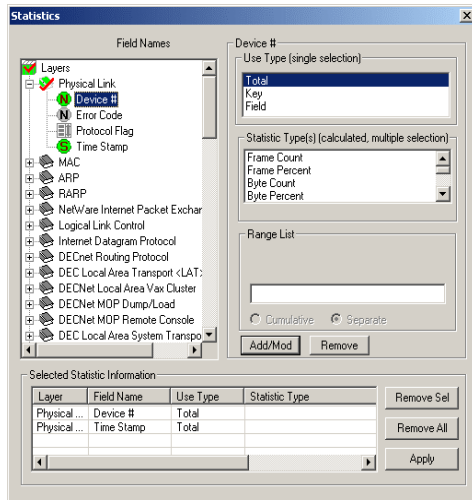 Statistics
Field Names
Layers
Physical Link
N Device #
N Error Code
Protocol Flag
S Time Stamp
MAC
ARP
RARP
NetWare Internet Packet Exchar
Logical Link Control
Internet Datagram Protocol
DECnet Routing Protocol
DEC Local Area Transport <LAT>
DECNet Local Area Vax Cluster
DECNet MOP Dump/Load
DECNet MOP Remote Console
DEC Local Area System Transpo
Device #
Use Type (single selection)
Total
Key
Field
Statistic Type(s) (calculated, multiple selection)
Frame Count
Frame Percent
Byte Count
Byte Percent
Range List
Cumulative Separate
Add/Mod Remove
Selected Statistic Information
Layer Field Name Use Type Statistic Type
Physical ... Device # Total
Physical ... Time Stamp Total
Remove Sel
Remove All
Apply